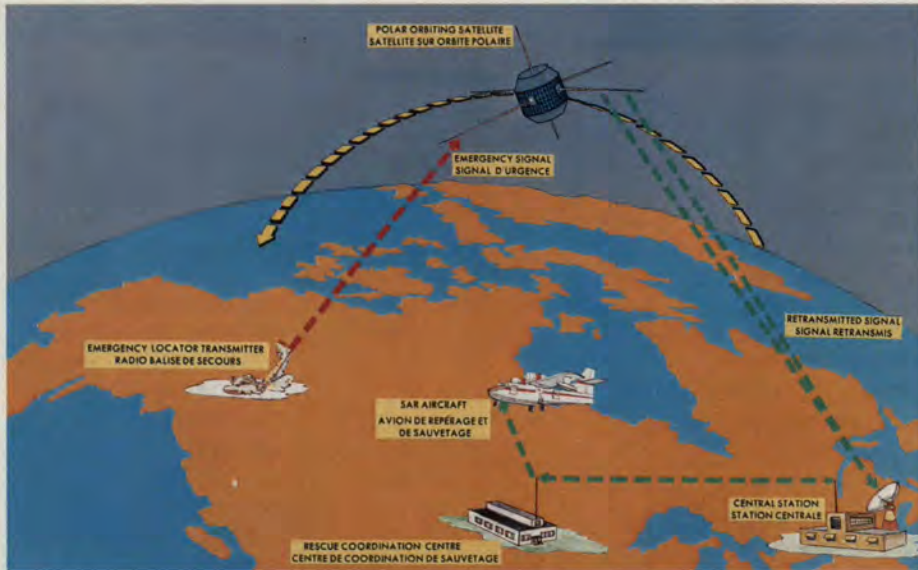 POLAR ORBITING SATELLITE
SATELLITE SUR ORBITE POLAIRE
EMERGENCY SIGNAL
SIGNAL D'URGENCE
RETRANSMITTED SIGNAL
SIGNAL RETRANSMIS
EMERGENCY LOCATOR TRANSMITTER
RADIO BALISE DE SECOURS
SAR AIRCRAFT
AVION DE REPÉRAGE ET
DE SAUVETAGE
CENTRAL STATION
STATION CENTRALE
RESCUE COORDINATION CENTRE
CENTRE DE COORDINATION DE SAUVETAGE